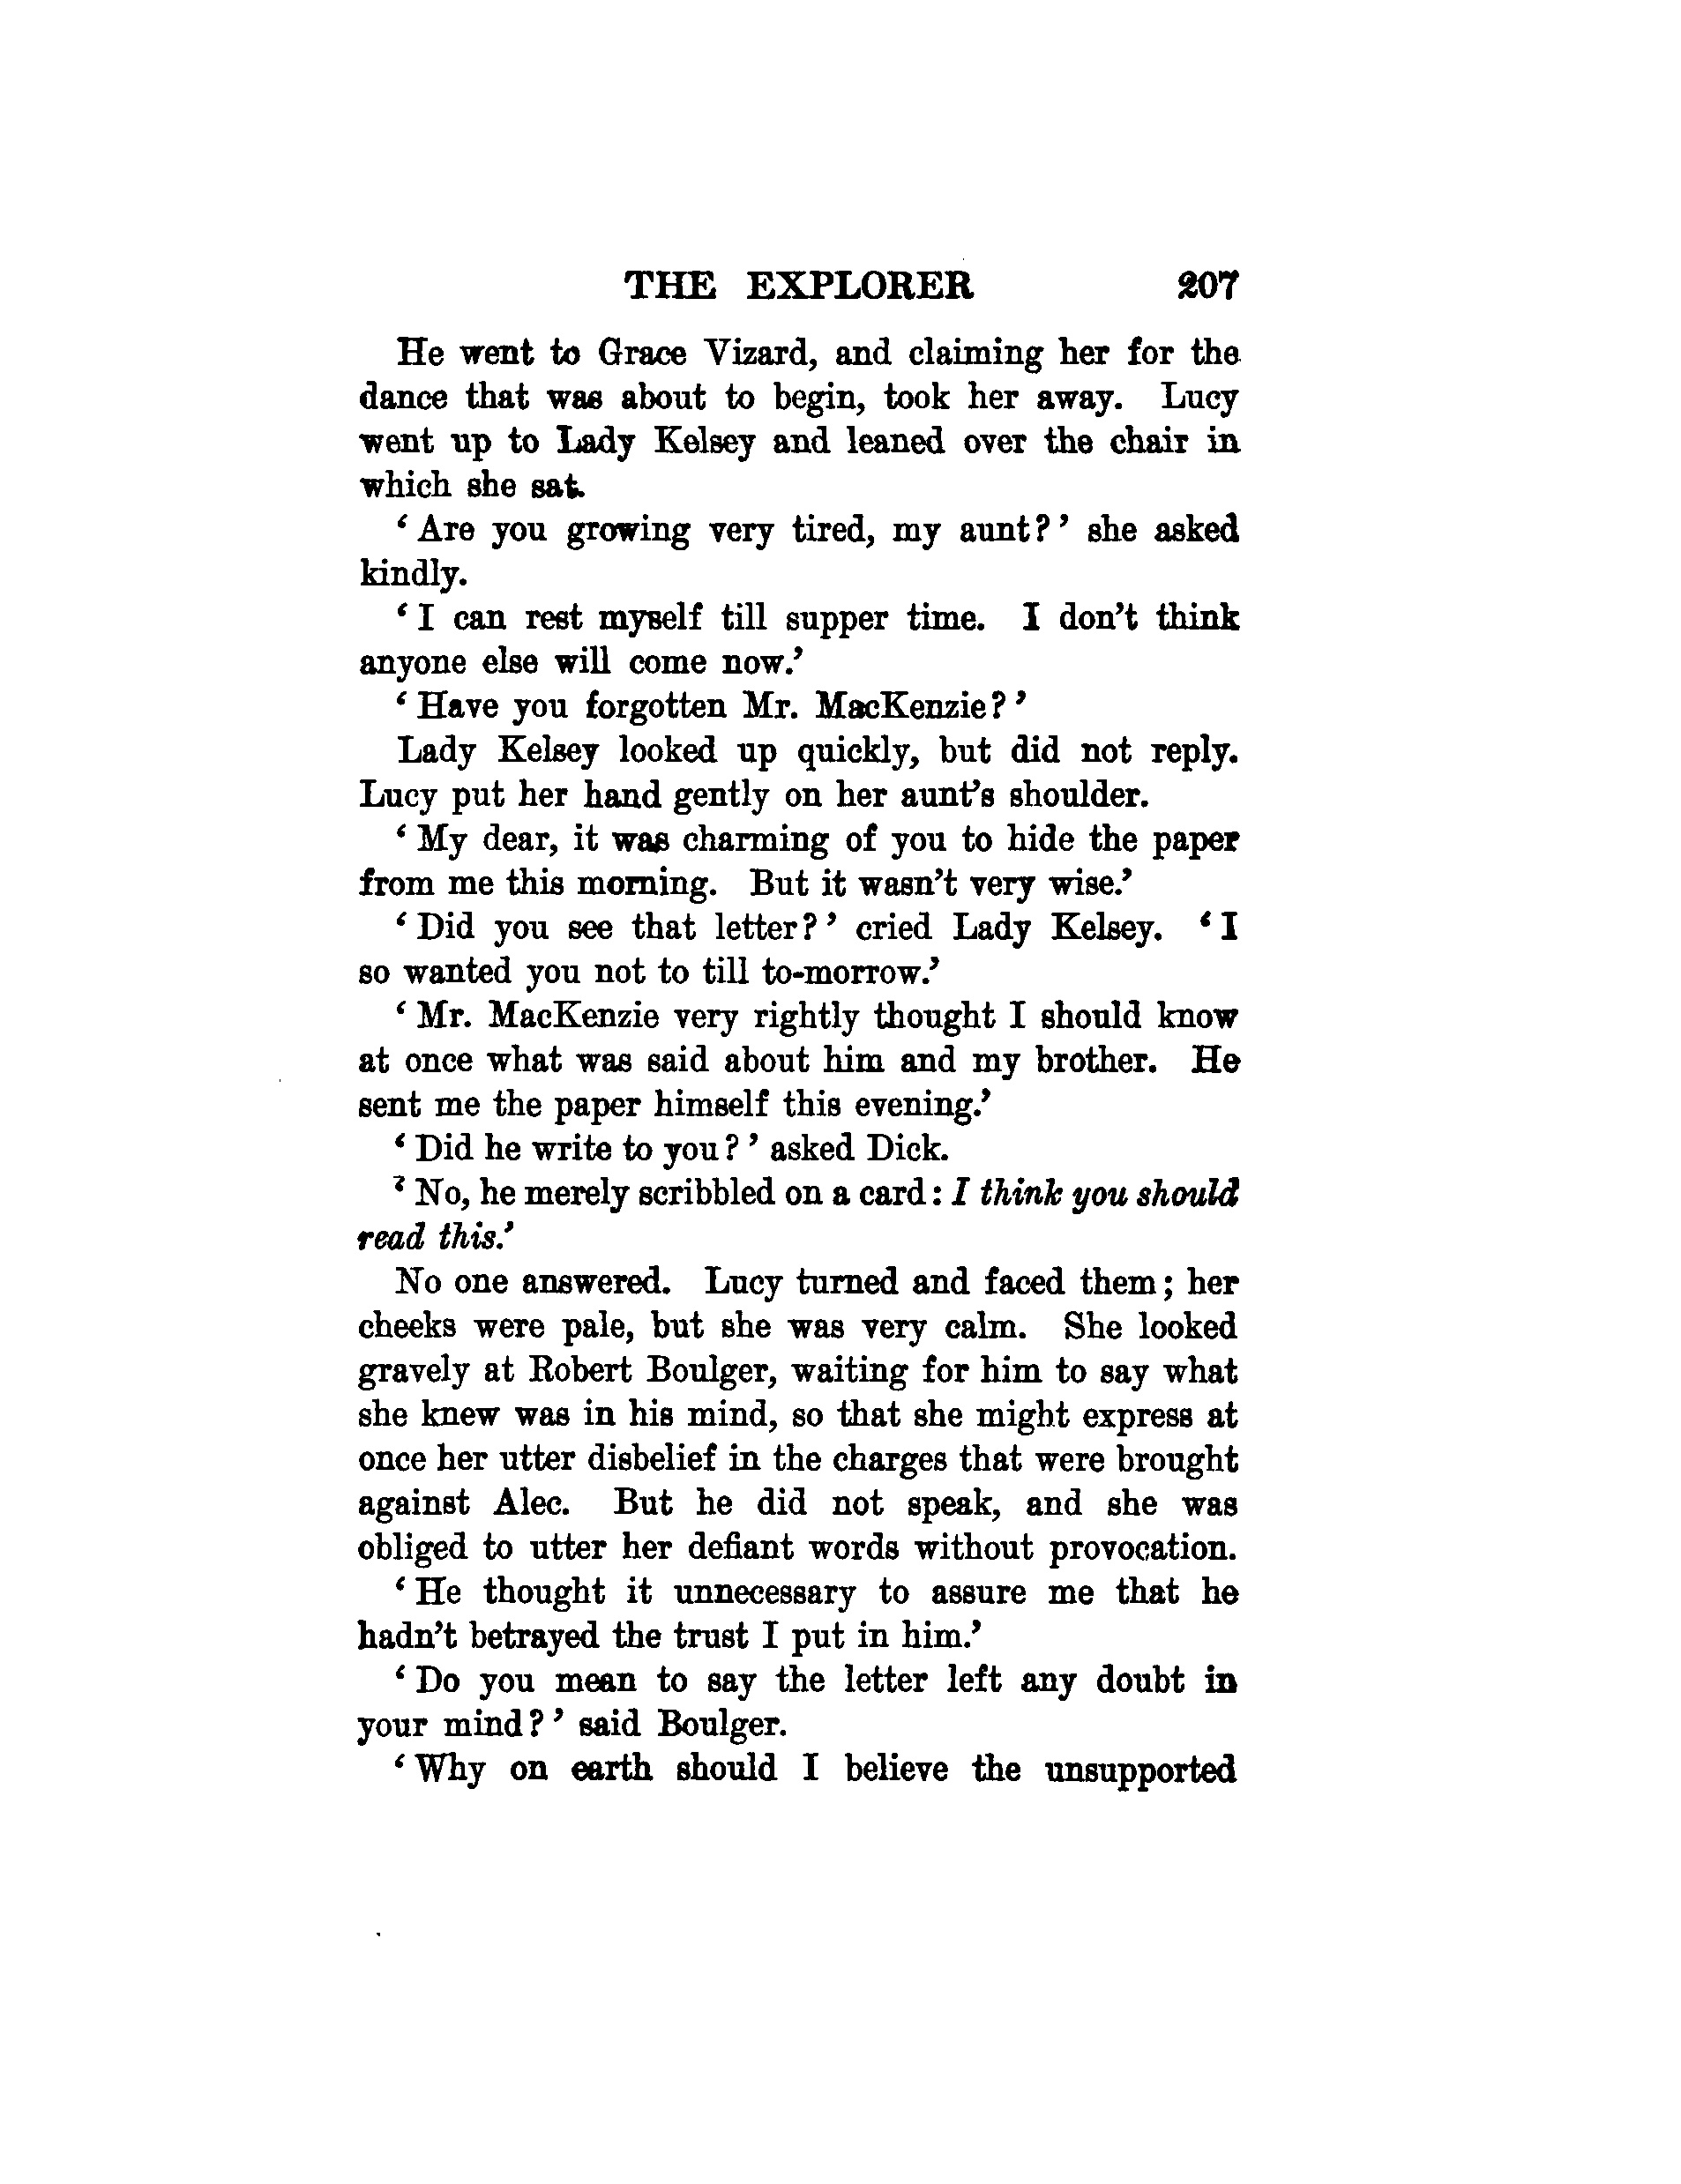 THE EXPLORER 207
He went to Grace Vizard, and claiming her for the
dance that was about to begin, took her away. Lucy
went up to Lady Kelsey and leaned over the chair in
which she sat.
‘Are you growing very tired, my aunt?’ she asked
kindly.
‘I can rest myself till supper time. I don’t think
anyone else will come now.’
‘Have you forgotten Mr. MacKenzie?’
Lady Kelsey looked up quickly, but did not reply.
Lucy put her hand gently on her aunt’s shoulder.
‘My dear, it was charming of you to hide the paper
from me this morning. But it wasn’t very wise.’
‘Did you see that letter?’ cried Lady Kelsey. ‘I
so wanted you not to till to-morrow.’
‘Mr. MacKenzie very rightly thought I should know
at once what was said about him and my brother. He
sent me the paper himself this evening.’
‘Did he write to you?’ asked Dick.
‘No, he merely scribbled on a card: I think you should
read this.’
No one answered. Lucy turned and faced them; her
cheeks were pale, but she was very calm. She looked
gravely at Robert Boulger, waiting for him to say what
she knew was in his mind, so that she might express at
once her utter disbelief in the charges that were brought
against Alec. But he did not speak, and she was
obliged to utter her defiant words without provocation.
‘He thought it unnecessary to assure me that he
hadn’t betrayed the trust I put in him.’
‘Do you mean to say the letter left any doubt in
your mind?’ said Boulger.
‘Why on earth should I believe the unsupported